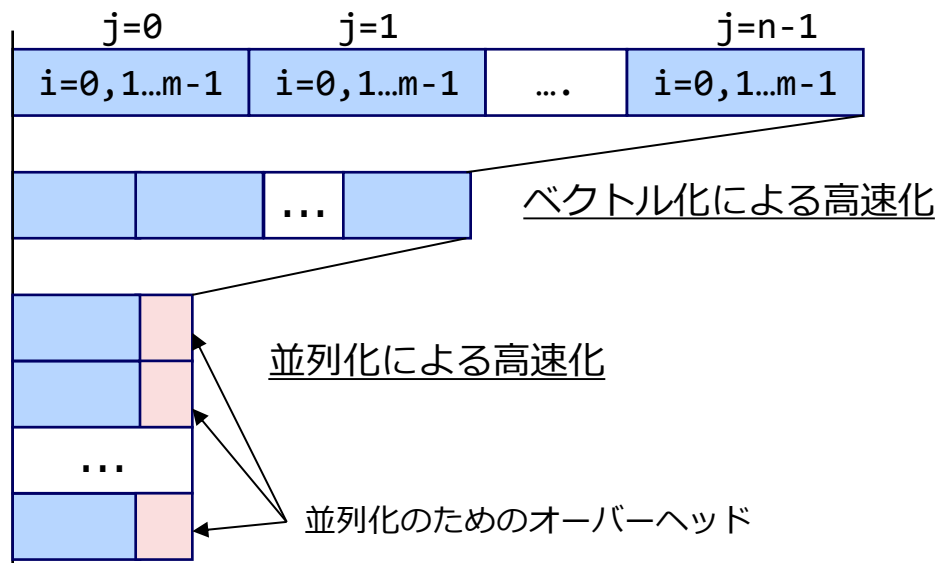 j=0 j=1 j=n-1
i=0,1…m-1 i=0,1…m-1 …. i=0,1…m-1
… ベクトル化による高速化
並列化による高速化
…
並列化のためのオーバーヘッド